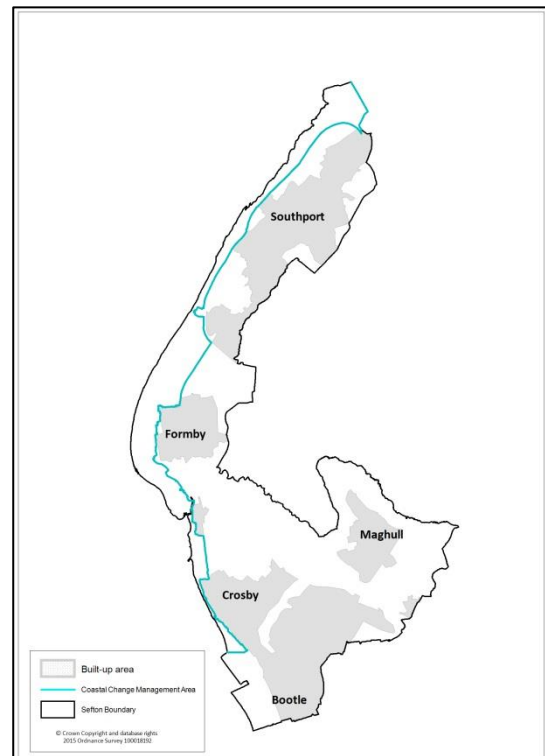 Southport
Formby
Maghull
Crosby
Bootle
Built-up area
Coastal Change Management Area
Sefton Boundary
© Crown Copyright and database rights
2015 Ordnance Survey 100018192